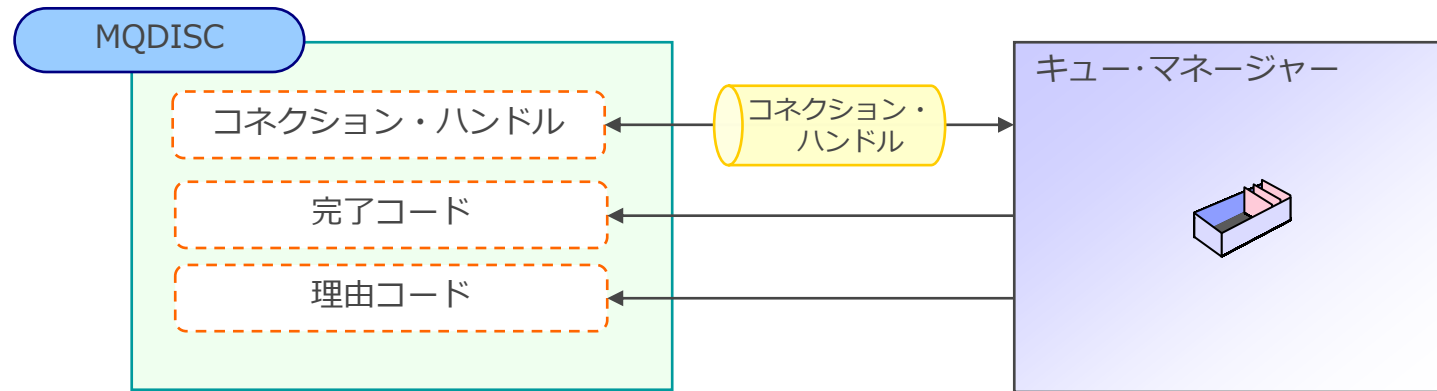 MQDISC
キュー・マネージャー
コネクション・ハンドル
コネクション・
ハンドル
完了コード
理由コード